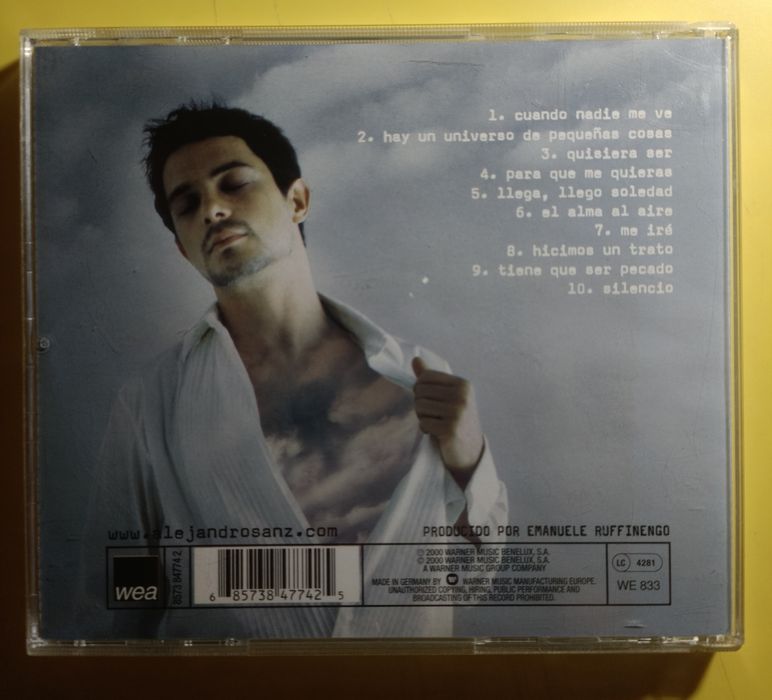 1. cuando nadie me ve
2. hay un universo de pequeñas cosas
3. quisiera ser
4. para que me quieras
5. llega, llego soledad
6. el alma al aire
7. me iré
8. hicimos un trato
9. tiene que ser pecado
10. silencio
www.alejandrosanz.com
PRODUCIDO POR EMANUELE RUFFINENGO
wea
8573 84774 2
6 85738 47742 5
℗ 2000 WARNER MUSIC BENELUX, S.A.
© 2000 WARNER MUSIC BENELUX, S.A.
A WARNER MUSIC GROUP COMPANY
MADE IN GERMANY BY WARNER MUSIC MANUFACTURING EUROPE.
UNAUTHORIZED COPYING, HIRING, PUBLIC PERFORMANCE AND
BROADCASTING OF THIS RECORD PROHIBITED.
LC 4281
WE 833